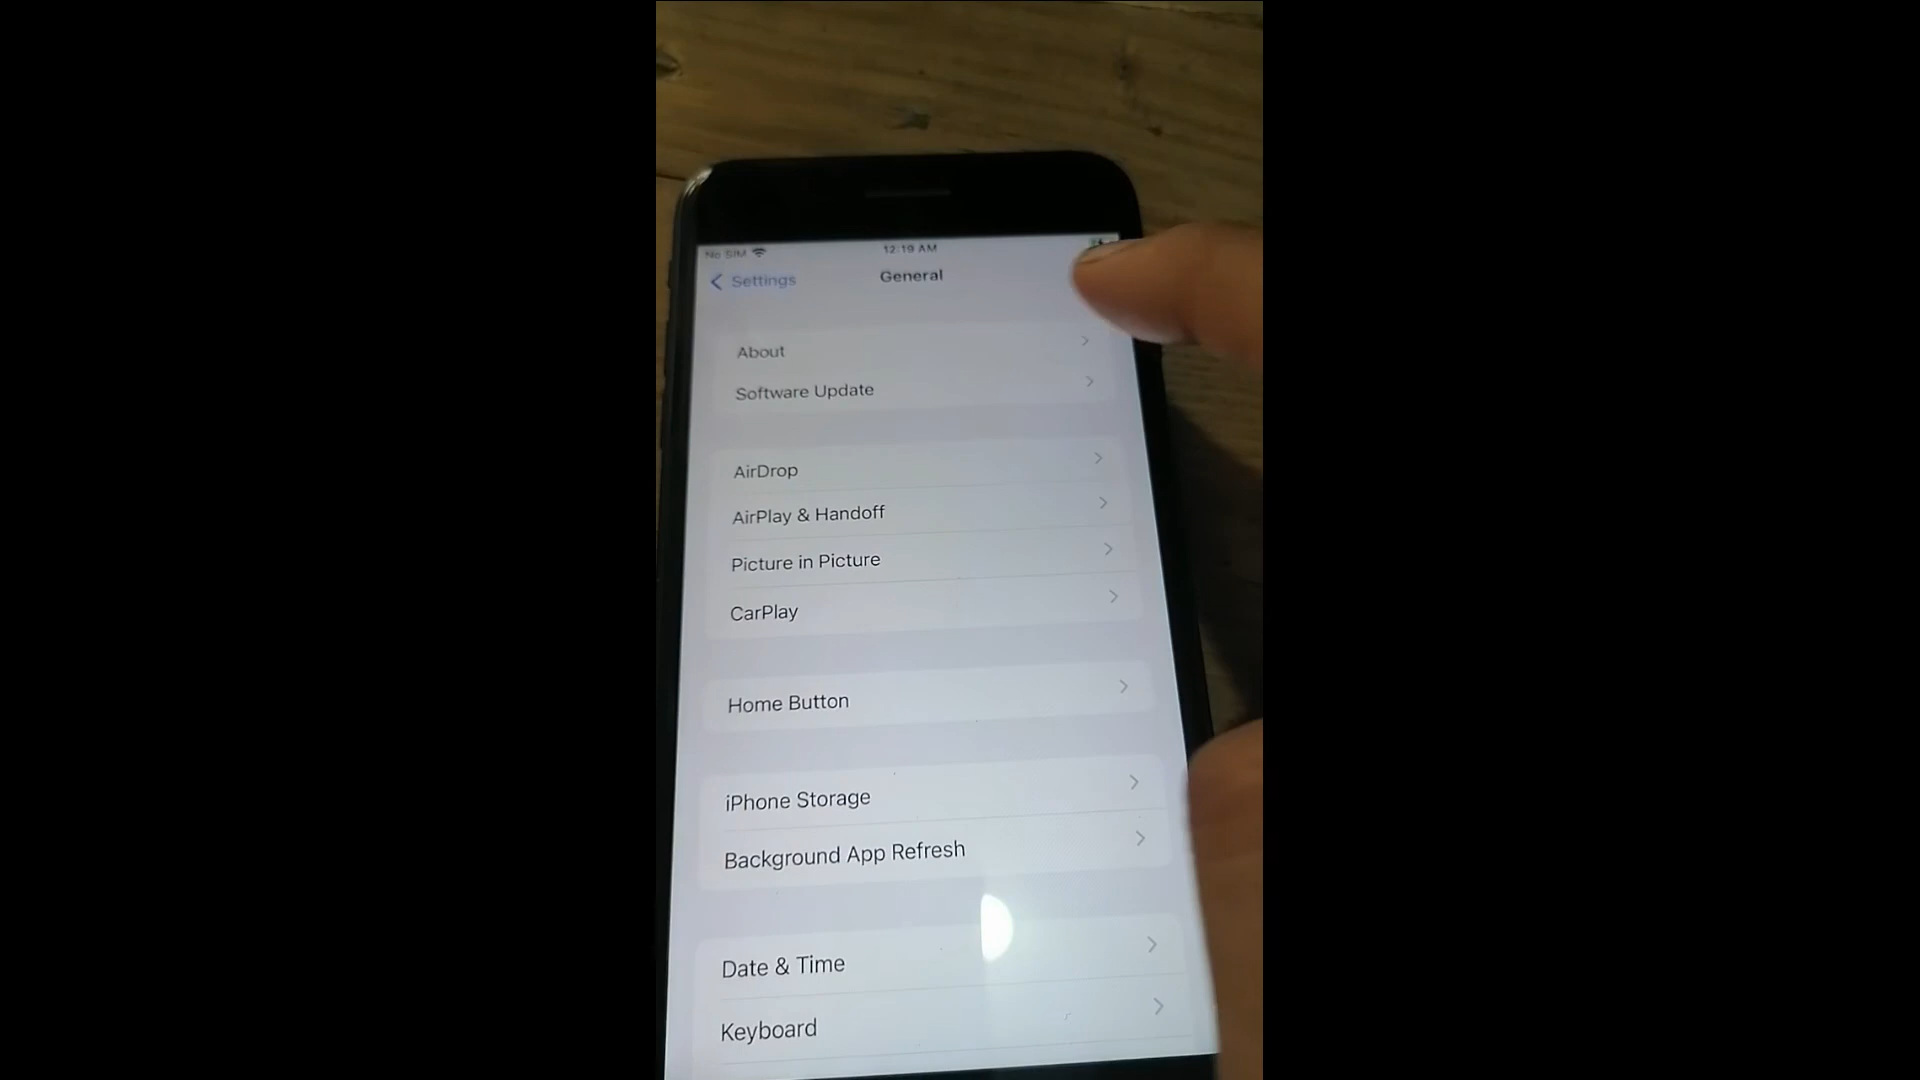 No SIM
12:19 AM
Settings
General
About
Software Update
AirDrop
AirPlay & Handoff
Picture in Picture
CarPlay
Home Button
iPhone Storage
Background App Refresh
Date & Time
Keyboard